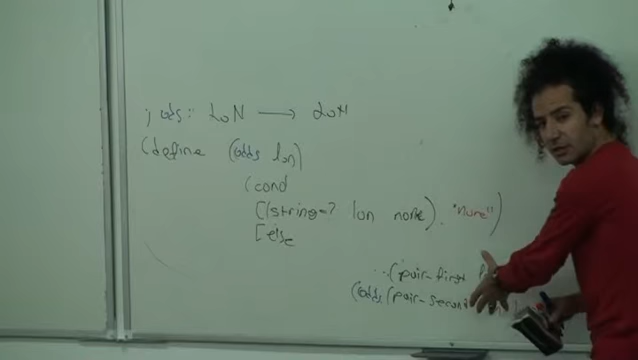 ; odds : LoN → LoN
(define (odds lon)
(cond
[(string=? lon none). "none")
[else
...(pair-first
(odds (pair-second